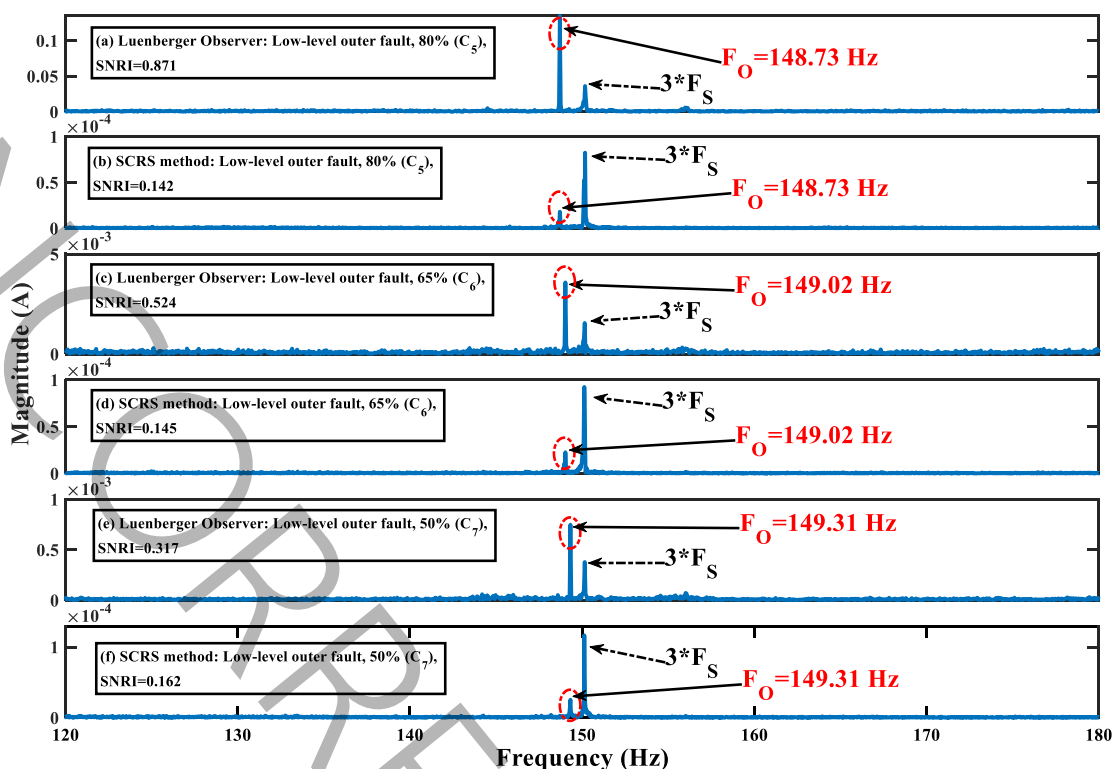 (a) Luenberger Observer: Low-level outer fault, 80% (C5),
SNRI=0.871
FO=148.73 Hz
3*FS
0.1
0.05
0
120 130 140 150 160 170 180
×10-4
(b) SCRS method: Low-level outer fault, 80% (C5),
SNRI=0.142
3*FS
FO=148.73 Hz
1
0.5
0
×10-3
(c) Luenberger Observer: Low-level outer fault, 65% (C6),
SNRI=0.524
FO=149.02 Hz
3*FS
5
0
×10-4
(d) SCRS method: Low-level outer fault, 65% (C6),
SNRI=0.145
3*FS
FO=149.02 Hz
1
0.5
0
×10-3
(e) Luenberger Observer: Low-level outer fault, 50% (C7),
SNRI=0.317
FO=149.31 Hz
3*FS
1
0.5
0
×10-4
(f) SCRS method: Low-level outer fault, 50% (C7),
SNRI=0.162
3*FS
FO=149.31 Hz
1
0
120 130 140 150 160 170 180
Frequency (Hz)
Magnitude (A)